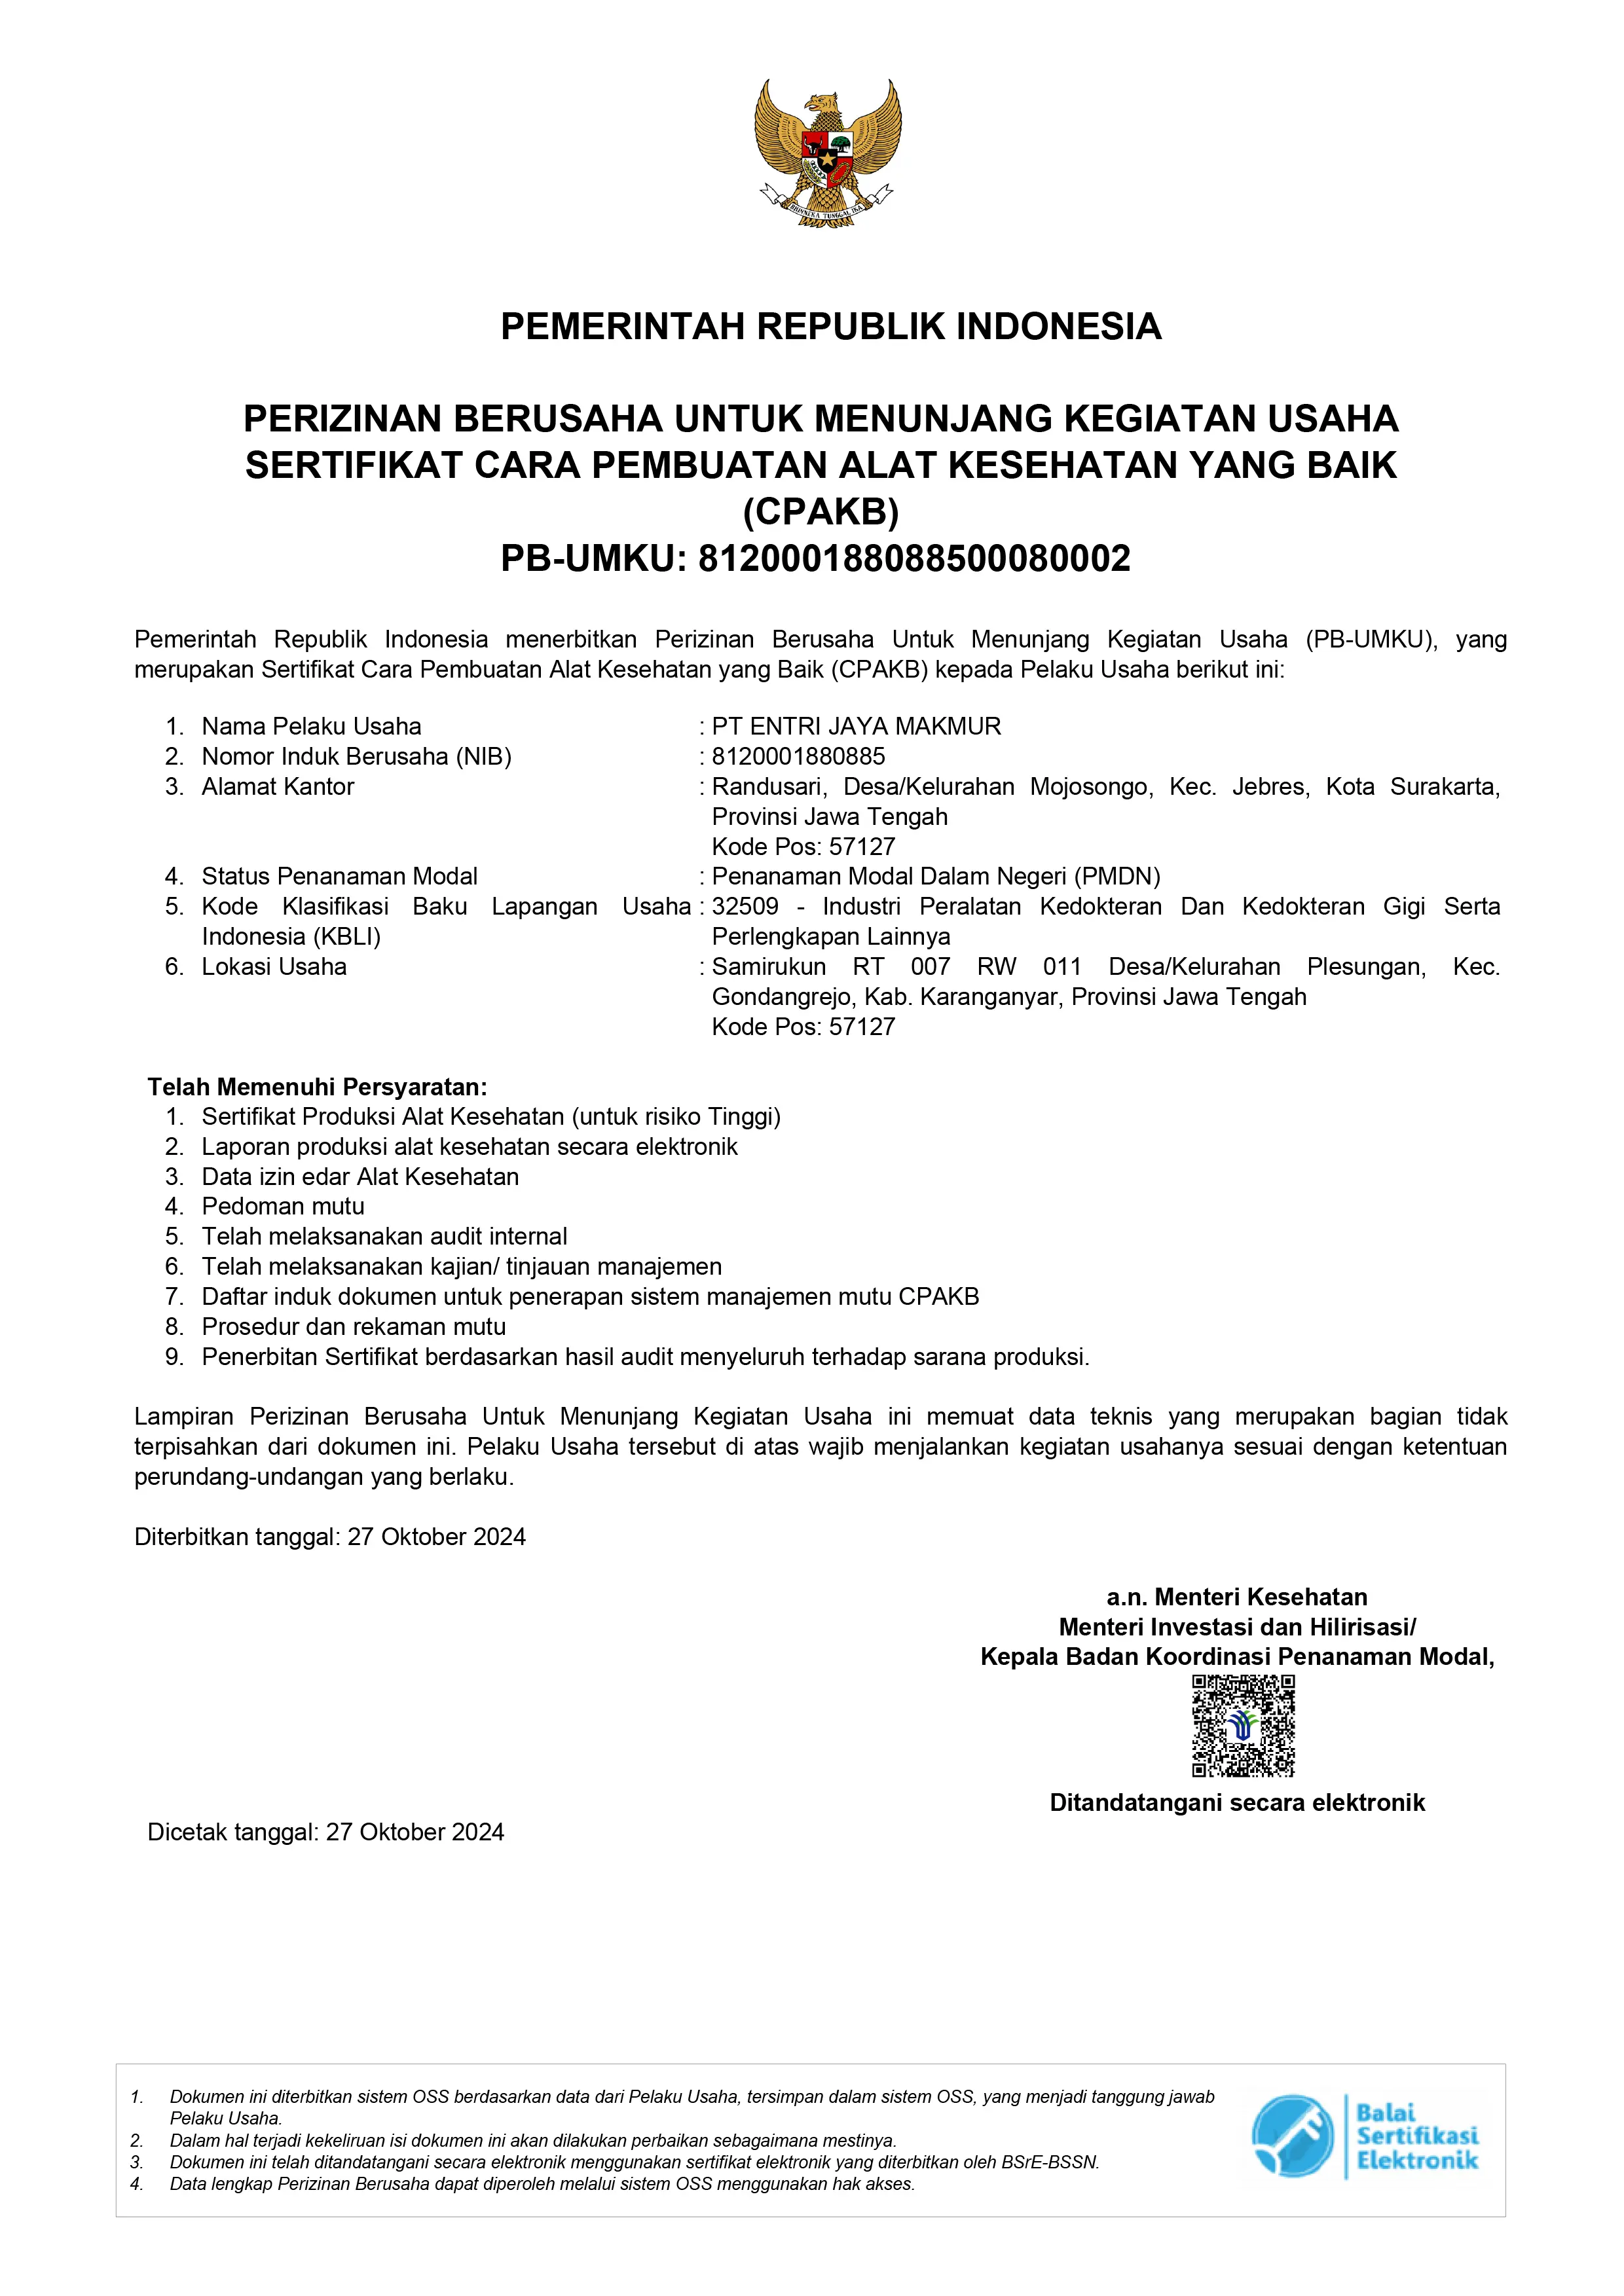 BHINNEKA TUNGGAL IKA
PEMERINTAH REPUBLIK INDONESIA
PERIZINAN BERUSAHA UNTUK MENUNJANG KEGIATAN USAHA
SERTIFIKAT CARA PEMBUATAN ALAT KESEHATAN YANG BAIK
(CPAKB)
PB-UMKU: 812000188088500080002
Pemerintah Republik Indonesia menerbitkan Perizinan Berusaha Untuk Menunjang Kegiatan Usaha (PB-UMKU), yang
merupakan Sertifikat Cara Pembuatan Alat Kesehatan yang Baik (CPAKB) kepada Pelaku Usaha berikut ini:
1. Nama Pelaku Usaha : PT ENTRI JAYA MAKMUR
2. Nomor Induk Berusaha (NIB) : 8120001880885
3. Alamat Kantor : Randusari, Desa/Kelurahan Mojosongo, Kec. Jebres, Kota Surakarta,
Provinsi Jawa Tengah
Kode Pos: 57127
4. Status Penanaman Modal : Penanaman Modal Dalam Negeri (PMDN)
5. Kode Klasifikasi Baku Lapangan Usaha : 32509 - Industri Peralatan Kedokteran Dan Kedokteran Gigi Serta
Indonesia (KBLI) Perlengkapan Lainnya
6. Lokasi Usaha : Samirukun RT 007 RW 011 Desa/Kelurahan Plesungan, Kec.
Gondangrejo, Kab. Karanganyar, Provinsi Jawa Tengah
Kode Pos: 57127
Telah Memenuhi Persyaratan:
1. Sertifikat Produksi Alat Kesehatan (untuk risiko Tinggi)
2. Laporan produksi alat kesehatan secara elektronik
3. Data izin edar Alat Kesehatan
4. Pedoman mutu
5. Telah melaksanakan audit internal
6. Telah melaksanakan kajian/ tinjauan manajemen
7. Daftar induk dokumen untuk penerapan sistem manajemen mutu CPAKB
8. Prosedur dan rekaman mutu
9. Penerbitan Sertifikat berdasarkan hasil audit menyeluruh terhadap sarana produksi.
Lampiran Perizinan Berusaha Untuk Menunjang Kegiatan Usaha ini memuat data teknis yang merupakan bagian tidak
terpisahkan dari dokumen ini. Pelaku Usaha tersebut di atas wajib menjalankan kegiatan usahanya sesuai dengan ketentuan
perundang-undangan yang berlaku.
Diterbitkan tanggal: 27 Oktober 2024
a.n. Menteri Kesehatan
Menteri Investasi dan Hilirisasi/
Kepala Badan Koordinasi Penanaman Modal,
Ditandatangani secara elektronik
Dicetak tanggal: 27 Oktober 2024
1. Dokumen ini diterbitkan sistem OSS berdasarkan data dari Pelaku Usaha, tersimpan dalam sistem OSS, yang menjadi tanggung jawab
Pelaku Usaha.
2. Dalam hal terjadi kekeliruan isi dokumen ini akan dilakukan perbaikan sebagaimana mestinya.
3. Dokumen ini telah ditandatangani secara elektronik menggunakan sertifikat elektronik yang diterbitkan oleh BSrE-BSSN.
4. Data lengkap Perizinan Berusaha dapat diperoleh melalui sistem OSS menggunakan hak akses.
Balai
Sertifikasi
Elektronik